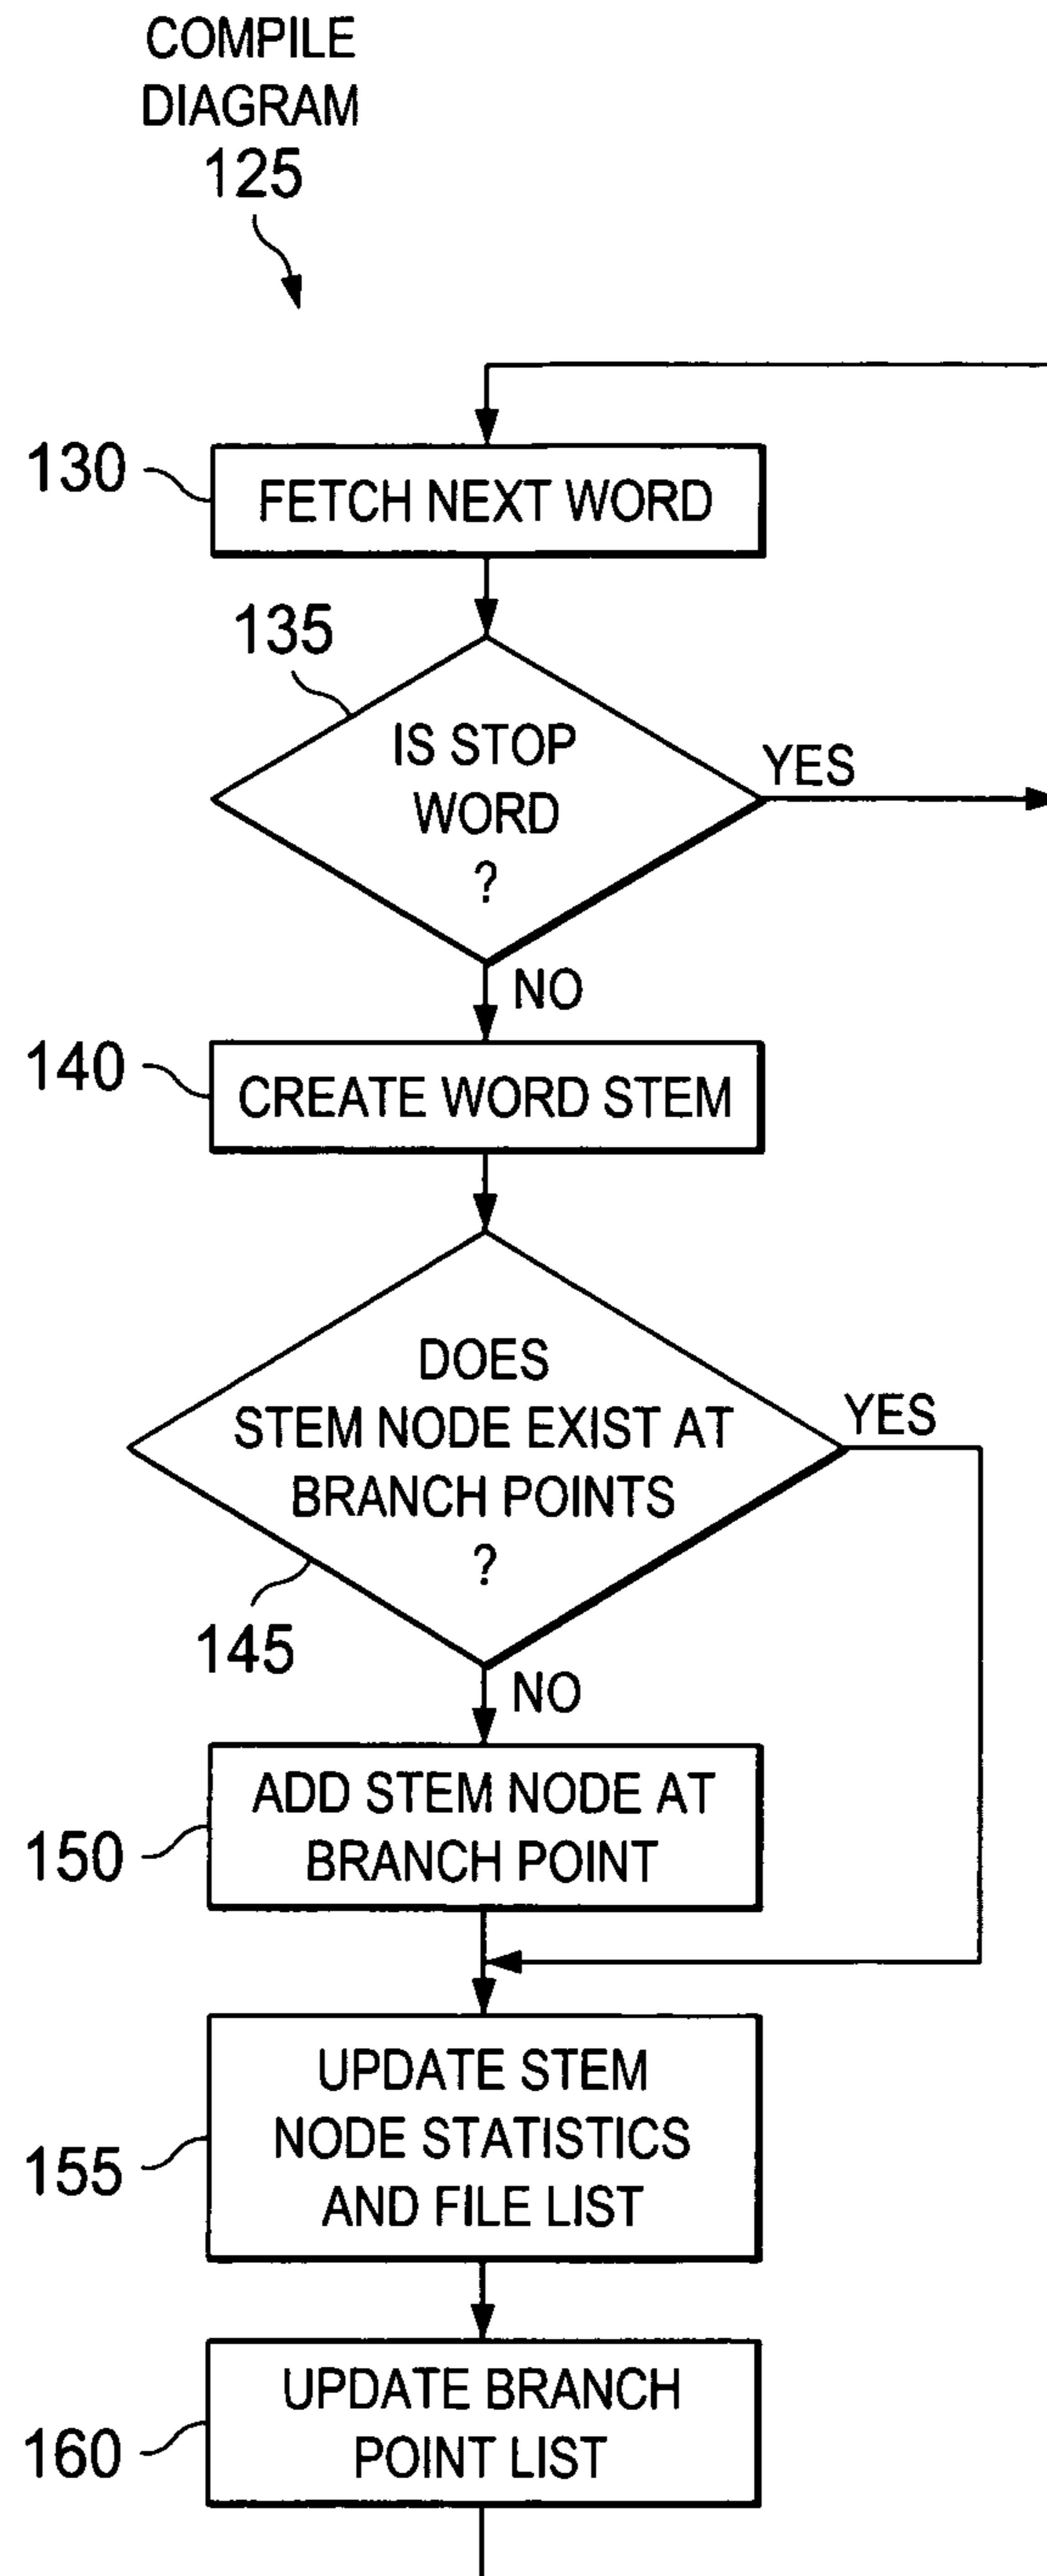 COMPILE
DIAGRAM
125
130
FETCH NEXT WORD
135
IS STOP
WORD
?
YES
NO
140
CREATE WORD STEM
DOES
STEM NODE EXIST AT
BRANCH POINTS
?
YES
145
NO
150
ADD STEM NODE AT
BRANCH POINT
155
UPDATE STEM
NODE STATISTICS
AND FILE LIST
160
UPDATE BRANCH
POINT LIST